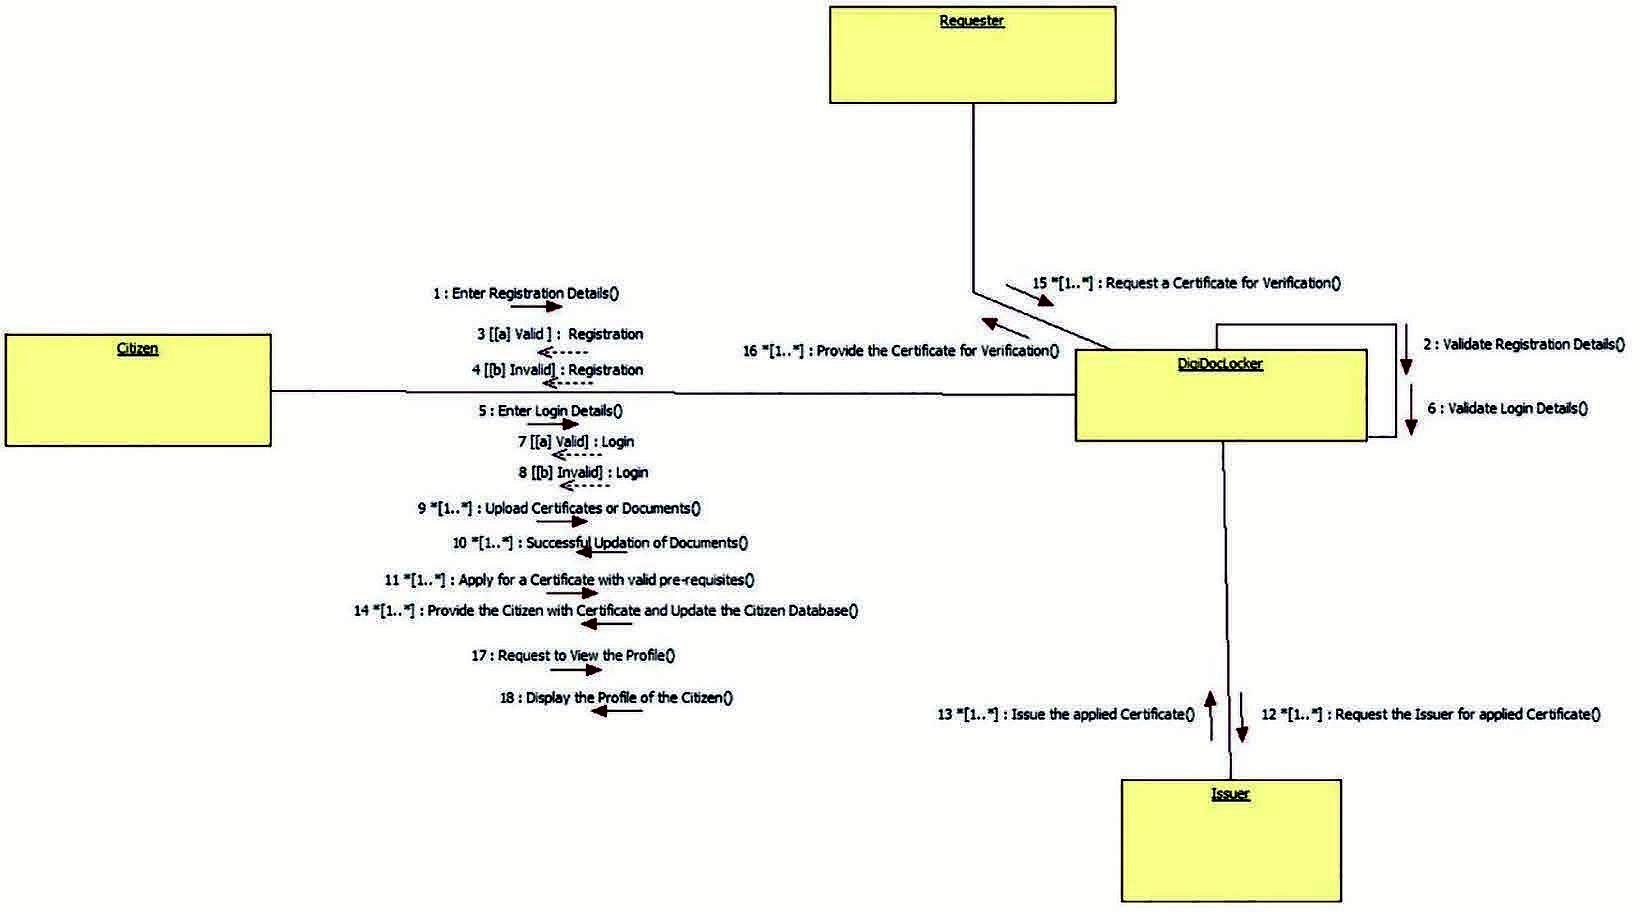 Requester
15 *[1..*] : Request a Certificate for Verification()
16 *[1..*] : Provide the Certificate for Verification()
1 : Enter Registration Details()
3 [[a] Valid ] :  Registration
4 [[b] Invalid] : Registration
Citizen
5 : Enter Login Details()
7 [[a] Valid] : Login
8 [[b] Invalid] : Login
9 *[1..*] : Upload Certificates or Documents()
10 *[1..*] : Successful Updation of Documents()
11 *[1..*] : Apply for a Certificate with valid pre-requisites()
14 *[1..*] : Provide the Citizen with Certificate and Update the Citizen Database()
17 : Request to View the Profile()
18 : Display the Profile of the Citizen()
DigiDocLocker
2 : Validate Registration Details()
6 : Validate Login Details()
13 *[1..*] : Issue the applied Certificate()
12 *[1..*] : Request the Issuer for applied Certificate()
Issuer